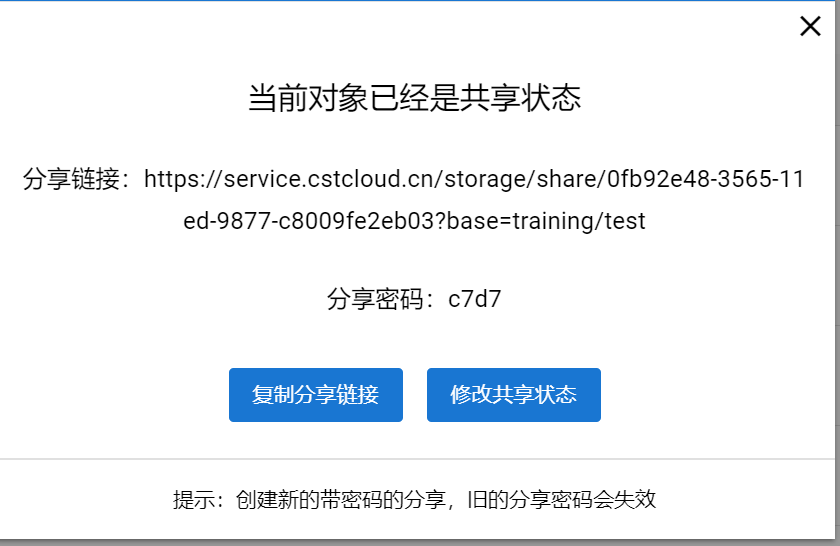 当前对象已经是共享状态
分享链接：https://service.cstcloud.cn/storage/share/0fb92e48-3565-11
ed-9877-c8009fe2eb03?base=training/test
分享密码：c7d7
复制分享链接
修改共享状态
提示：创建新的带密码的分享，旧的分享密码会失效